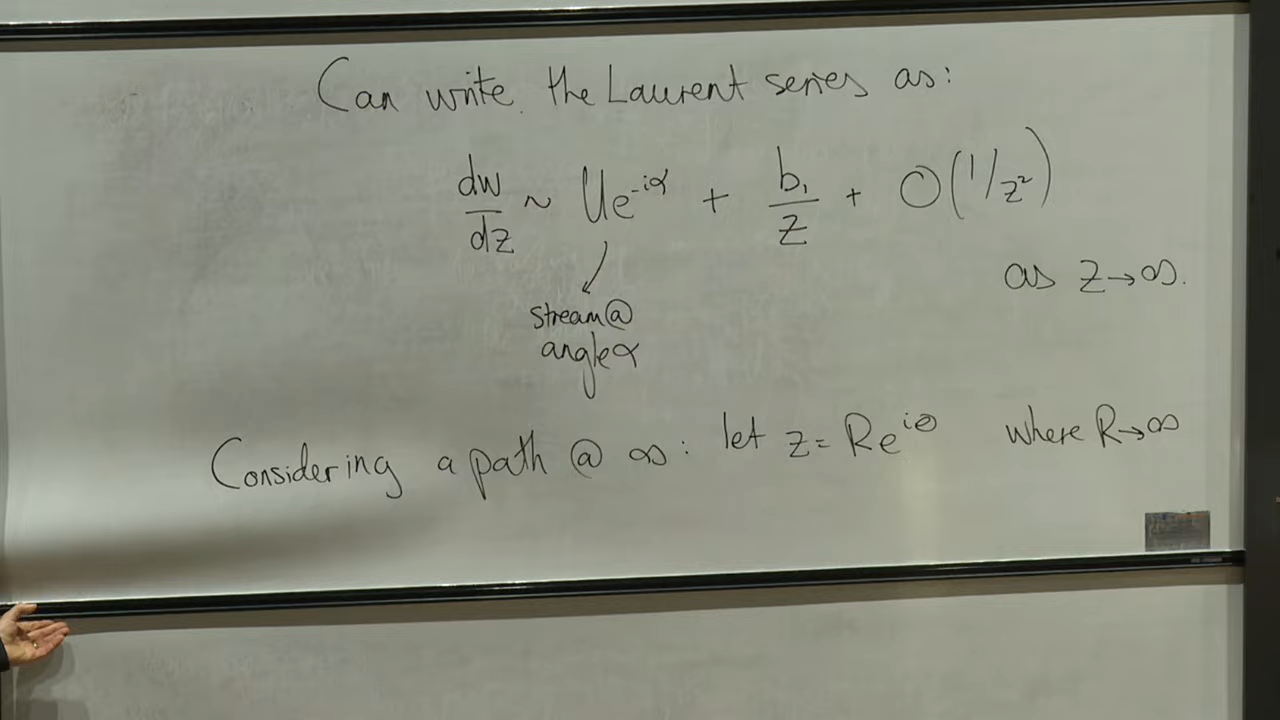 Can write the Laurent series as:
dw/dz ~ Ue^{-iα} + b₁/z + O(1/z²)
as z→∞.
stream @
angle α
Considering a path @ ∞: let z = Re^{iθ} where R→∞